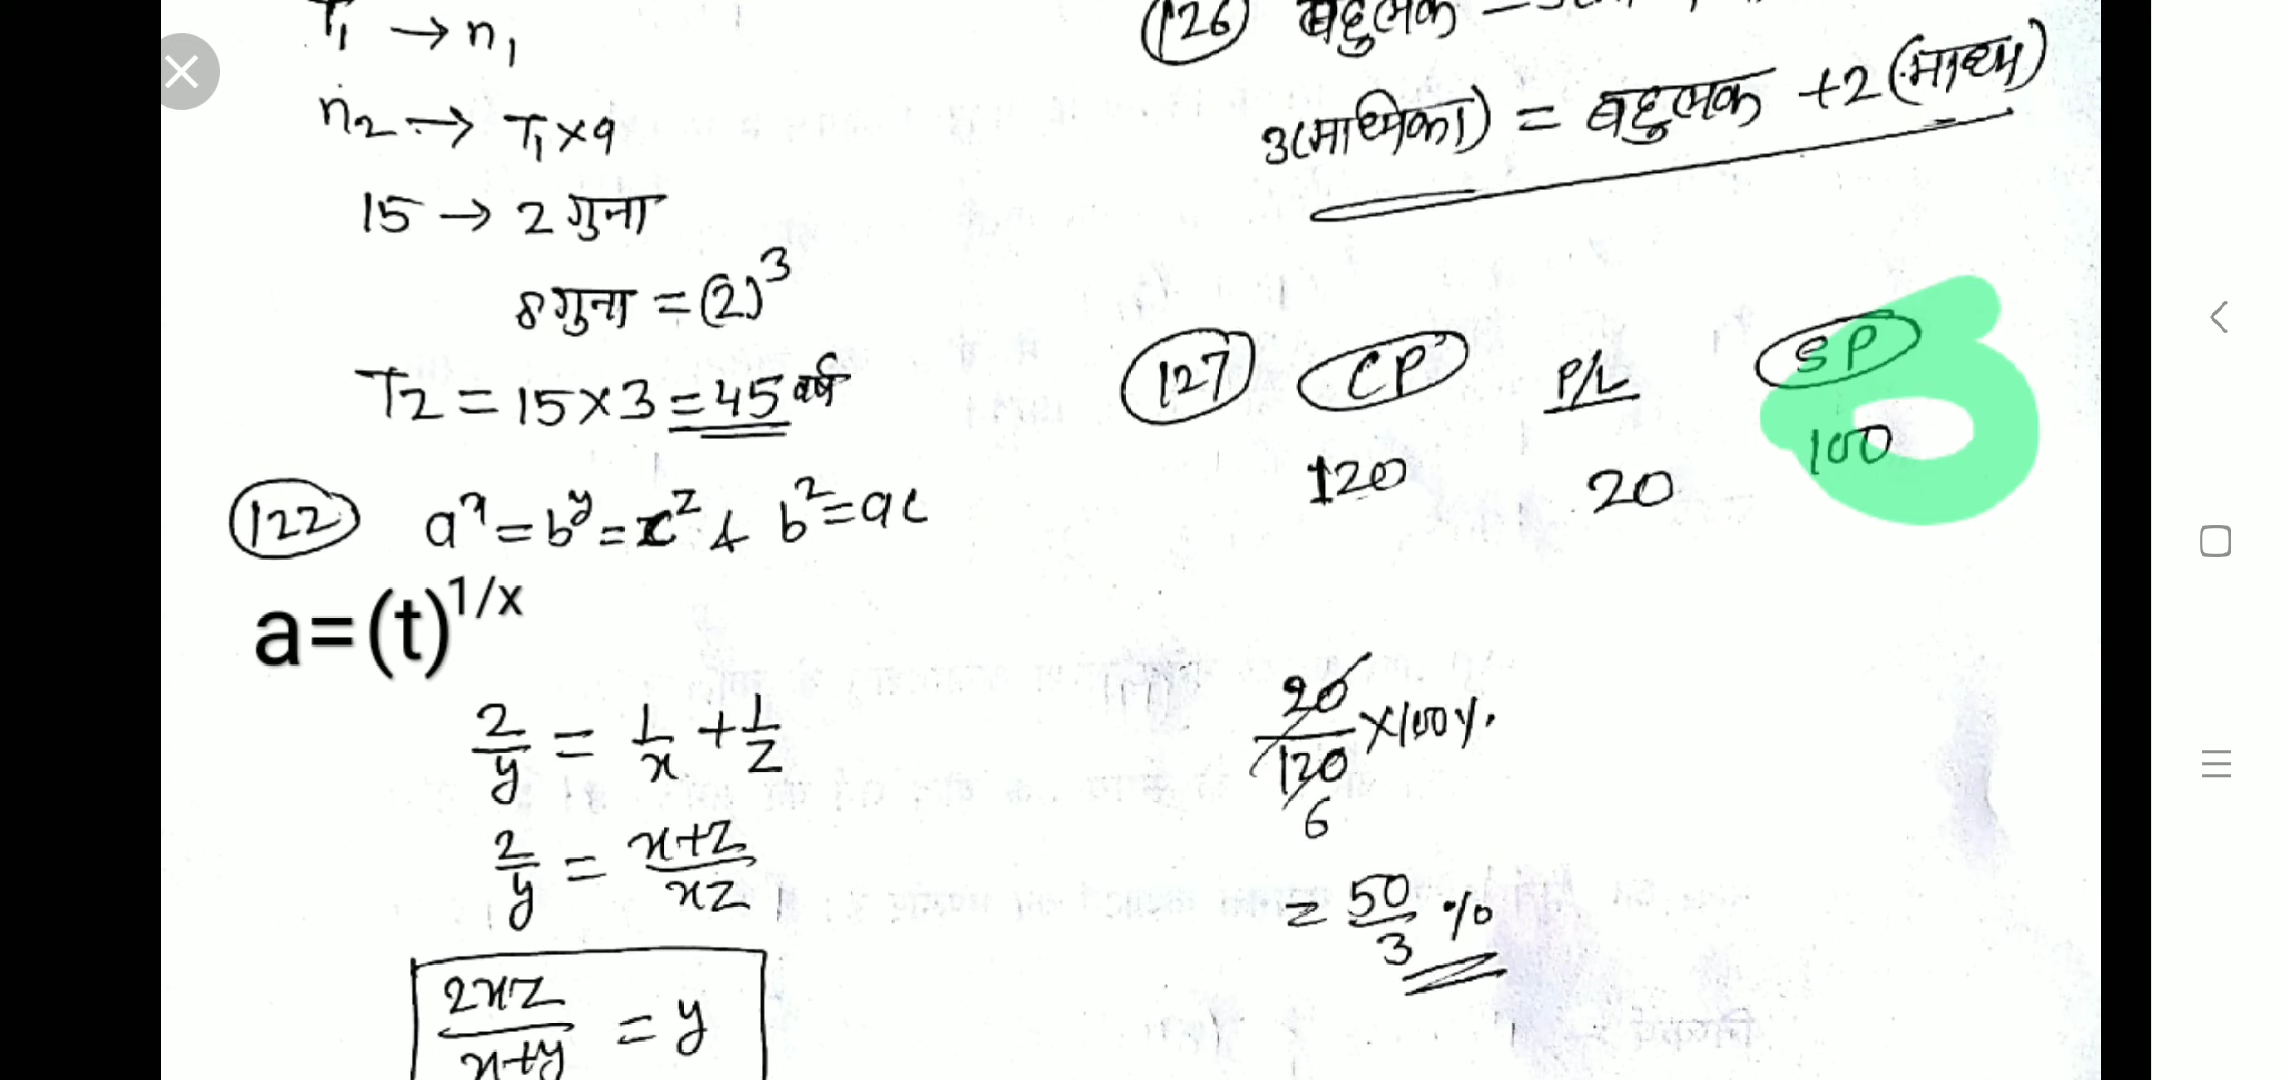 T₁ → n₁
n₂ → T₁×9
15 → 2 गुना
8 गुना = (2)³
T2 = 15×3 = 45 वर्ष
(122) aˣ = bʸ = xᶻ & b² = ac
a=(t)^1/x
2/y = 1/x + 1/z
2/y = x+z/xz
2xz/x+y = y
(126) बहुलक =
3(माध्यिका) = बहुलक +2 (माध्य)
(127) CP P/L SP
120 20 100
20/120 ×100%
6
= 50/3 %